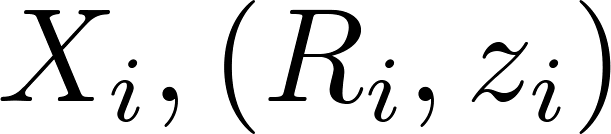 X_i, (R_i, z_i)